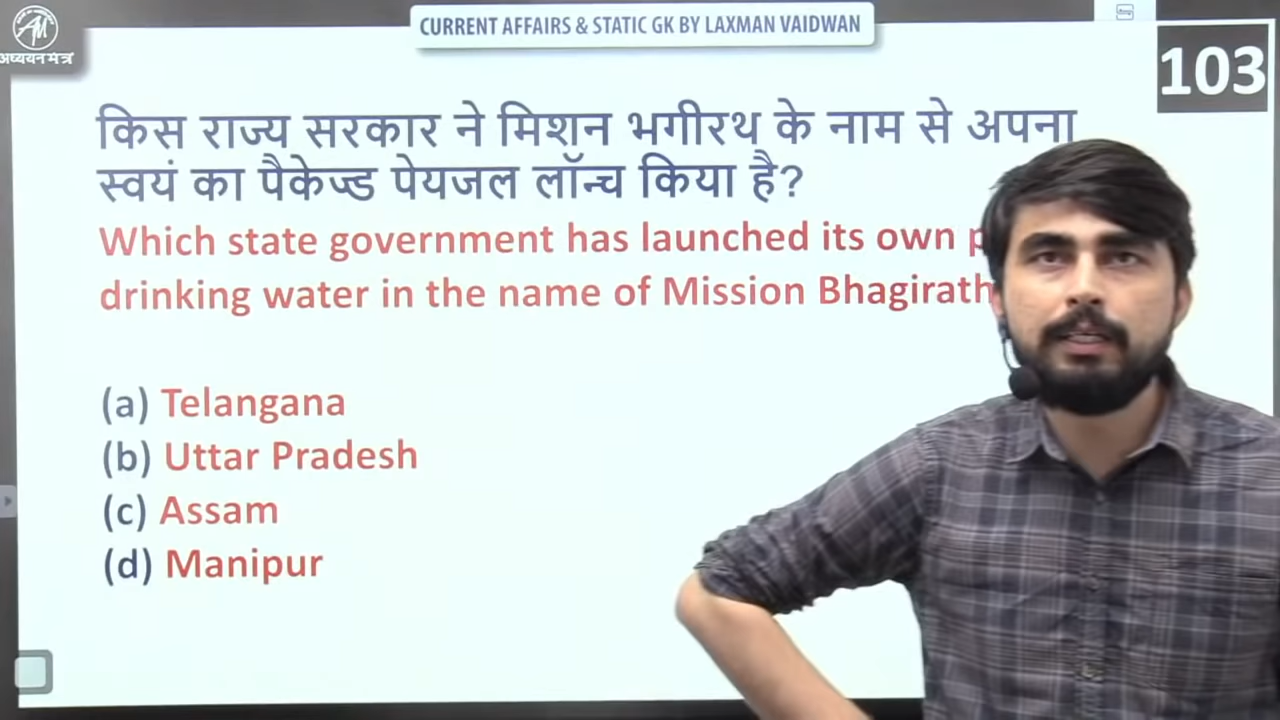 CURRENT AFFAIRS & STATIC GK BY LAXMAN VAIDWAN
AM
अध्ययन मंत्र
103
किस राज्य सरकार ने मिशन भगीरथ के नाम से अपना
स्वयं का पैकेज्ड पेयजल लॉन्च किया है?
Which state government has launched its own
drinking water in the name of Mission Bhagirath
(a) Telangana
(b) Uttar Pradesh
(c) Assam
(d) Manipur